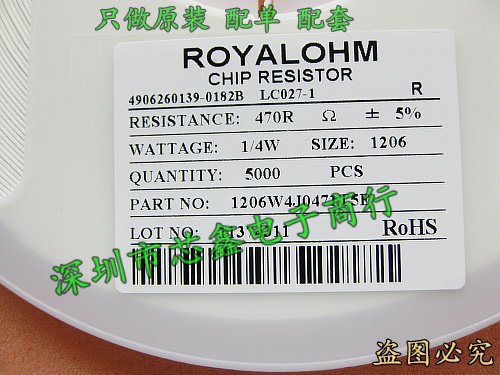 只做原装 配单 配套
ROYALOHM
CHIP RESISTOR
4906260139-0182B LC027-1 R
RESISTANCE: 470R Ω ± 5%
WATTAGE: 1/4W SIZE: 1206
QUANTITY: 5000 PCS
PART NO:
LOT NO: RoHS
深圳市芯鑫电子商行
盗图必究